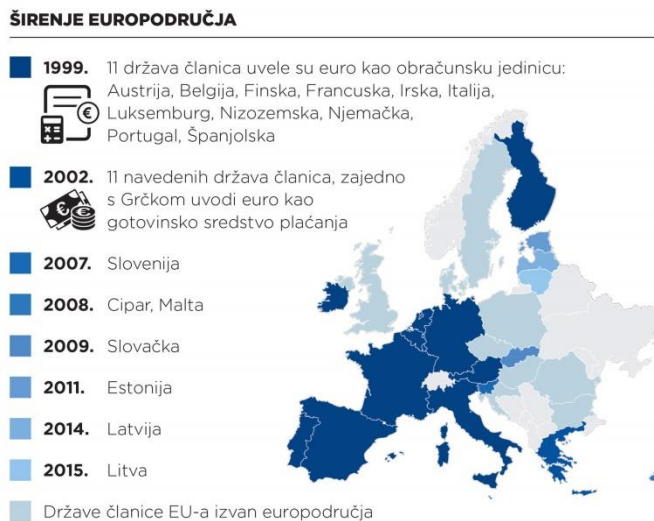 ŠIRENJE EUROPODRUČJA
1999. 11 država članica uvele su euro kao obračunsku jedinicu:
Austrija, Belgija, Finska, Francuska, Irska, Italija,
Luksemburg, Nizozemska, Njemačka,
Portugal, Španjolska
2002. 11 navedenih država članica, zajedno
s Grčkom uvodi euro kao
gotovinsko sredstvo plaćanja
2007. Slovenija
2008. Cipar, Malta
2009. Slovačka
2011. Estonija
2014. Latvija
2015. Litva
Države članice EU-a izvan europodručja